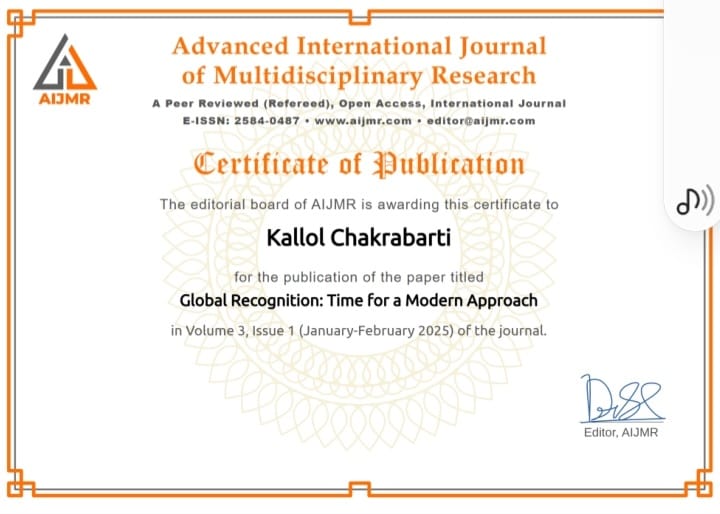 Advanced International Journal
of Multidisciplinary Research
AIJMR
A Peer Reviewed (Refereed), Open Access, International Journal
E-ISSN: 2584-0487 • www.aijmr.com • editor@aijmr.com
Certificate of Publication
The editorial board of AIJMR is awarding this certificate to
Kallol Chakrabarti
for the publication of the paper titled
Global Recognition: Time for a Modern Approach
in Volume 3, Issue 1 (January-February 2025) of the journal.
Editor, AIJMR